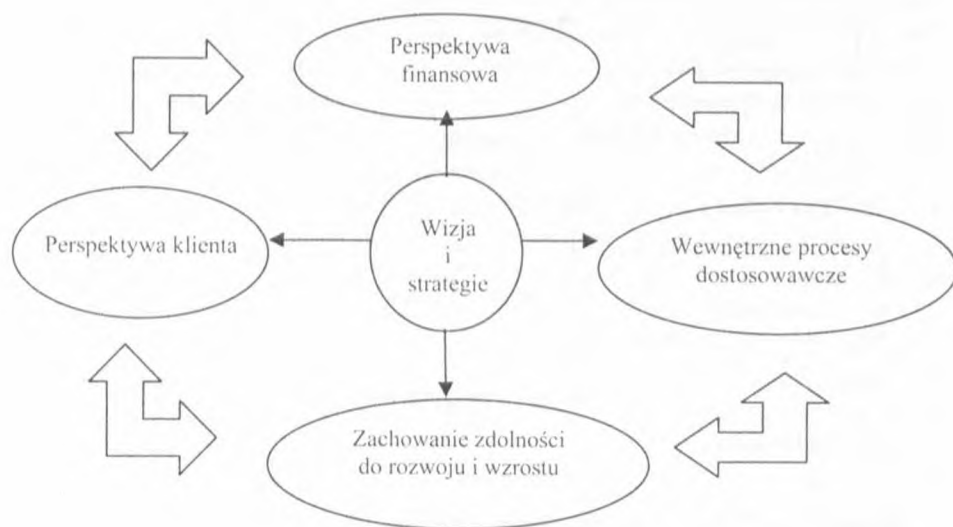 Perspektywa
finansowa
Perspektywa klienta
Wizja
i
strategie
Wewnętrzne procesy
dostosowawcze
Zachowanie zdolności
do rozwoju i wzrostu